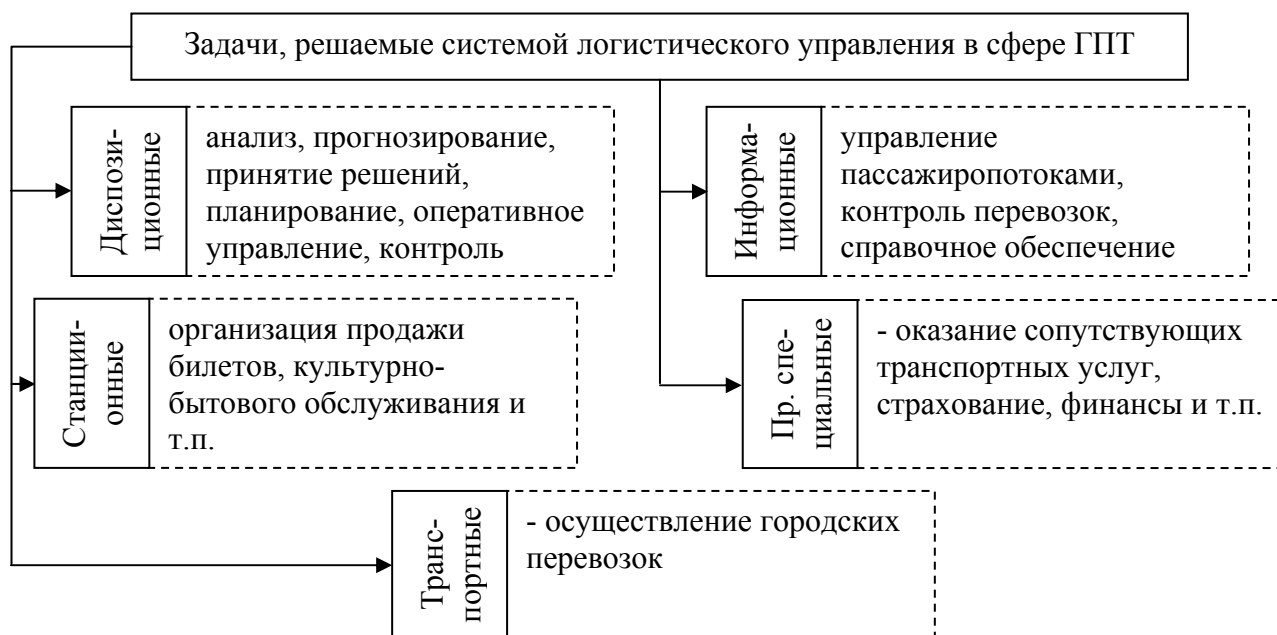 Задачи, решаемые системой логистического управления в сфере ГПТ
Диспози-
ционные
анализ, прогнозирование,
принятие решений,
планирование, оперативное
управление, контроль
Информа-
ционные
управление
пассажиропотоками,
контроль перевозок,
справочное обеспечение
Станции-
онные
организация продажи
билетов, культурно-
бытового обслуживания и
т.п.
Пр. спе-
циальные
- оказание сопутствующих
транспортных услуг,
страхование, финансы и т.п.
Транс-
портные
- осуществление городских
перевозок